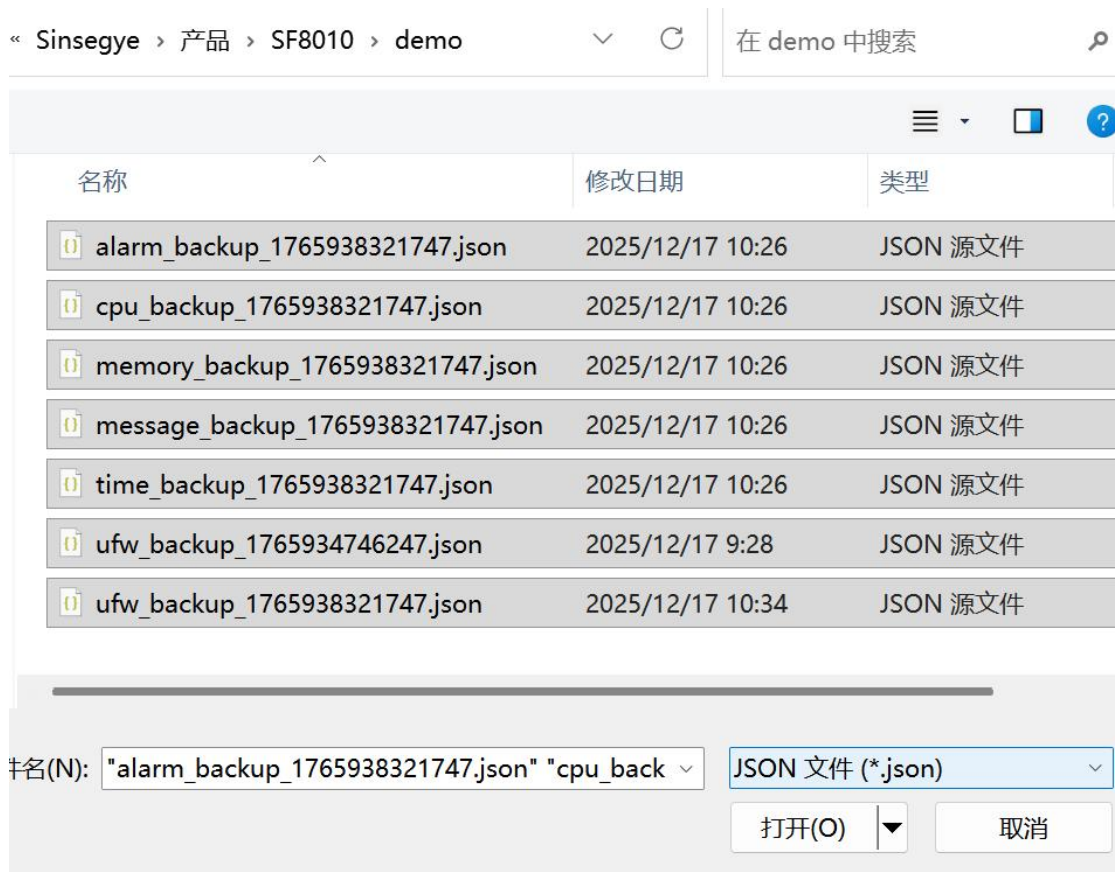 « Sinsegye › 产品 › SF8010 › demo 在 demo 中搜索
名称 修改日期 类型
alarm_backup_1765938321747.json 2025/12/17 10:26 JSON 源文件
cpu_backup_1765938321747.json 2025/12/17 10:26 JSON 源文件
memory_backup_1765938321747.json 2025/12/17 10:26 JSON 源文件
message_backup_1765938321747.json 2025/12/17 10:26 JSON 源文件
time_backup_1765938321747.json 2025/12/17 10:26 JSON 源文件
ufw_backup_1765934746247.json 2025/12/17 9:28 JSON 源文件
ufw_backup_1765938321747.json 2025/12/17 10:34 JSON 源文件
件名(N): "alarm_backup_1765938321747.json" "cpu_back JSON 文件 (*.json)
打开(O) 取消